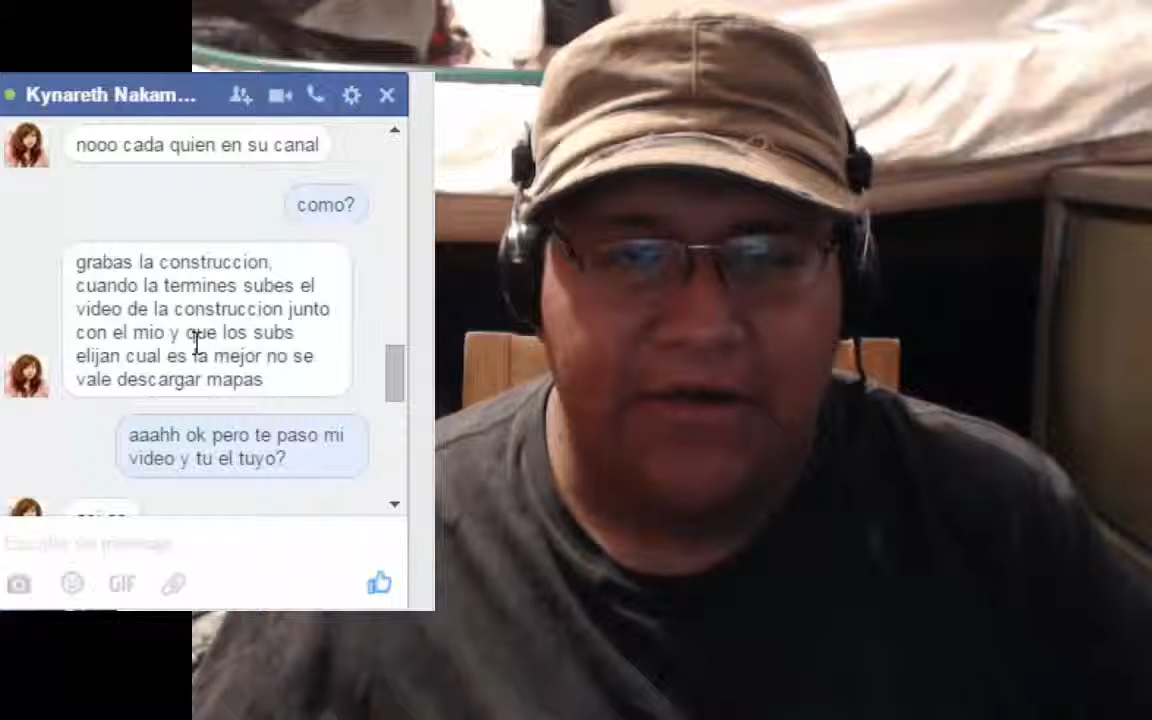 Kynareth Nakam...
nooo cada quien en su canal
como?
grabas la construccion,
cuando la termines subes el
video de la construccion junto
con el mio y que los subs
elijan cual es la mejor no se
vale descargar mapas
aaahh ok pero te paso mi
video y tu el tuyo?
GIF